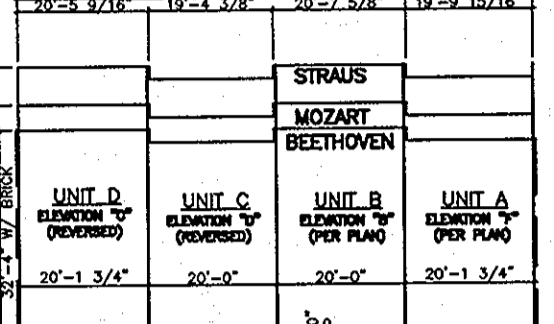 20'-5 9/16" 19'-4 3/8" 20'-7 5/8" 19'-9 15/16"
STRAUS
MOZART
BEETHOVEN
32'-4" W/ BRICK
UNIT D
ELEVATION "C"
(REVERSED)
UNIT C
ELEVATION "D"
(REVERSED)
UNIT B
ELEVATION "B"
(PER PLAN)
UNIT A
ELEVATION "F"
(PER PLAN)
20'-1 3/4" 20'-0" 20'-0" 20'-1 3/4"